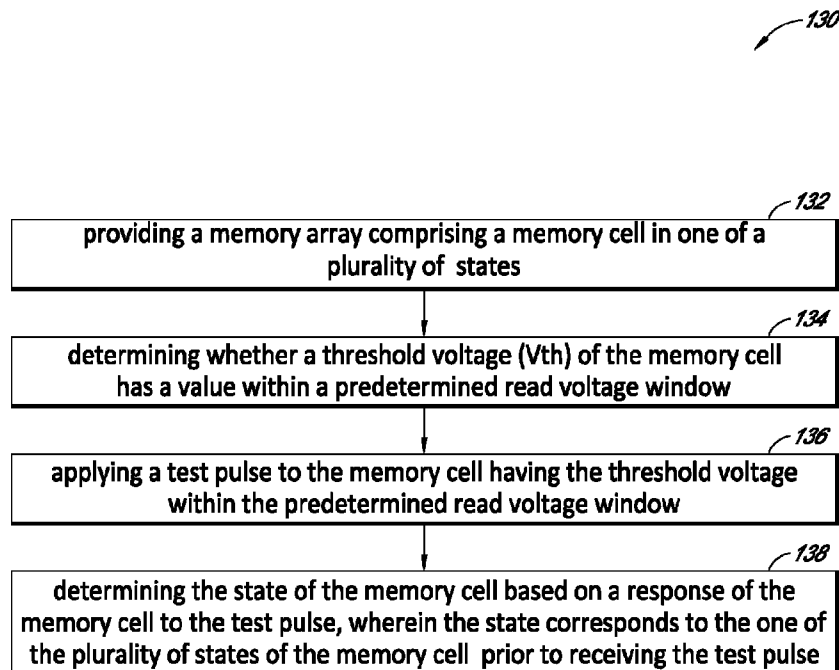 130
132
providing a memory array comprising a memory cell in one of a
plurality of states
134
determining whether a threshold voltage (Vth) of the memory cell
has a value within a predetermined read voltage window
136
applying a test pulse to the memory cell having the threshold voltage
within the predetermined read voltage window
138
determining the state of the memory cell based on a response of the
memory cell to the test pulse, wherein the state corresponds to the one of
the plurality of states of the memory cell prior to receiving the test pulse